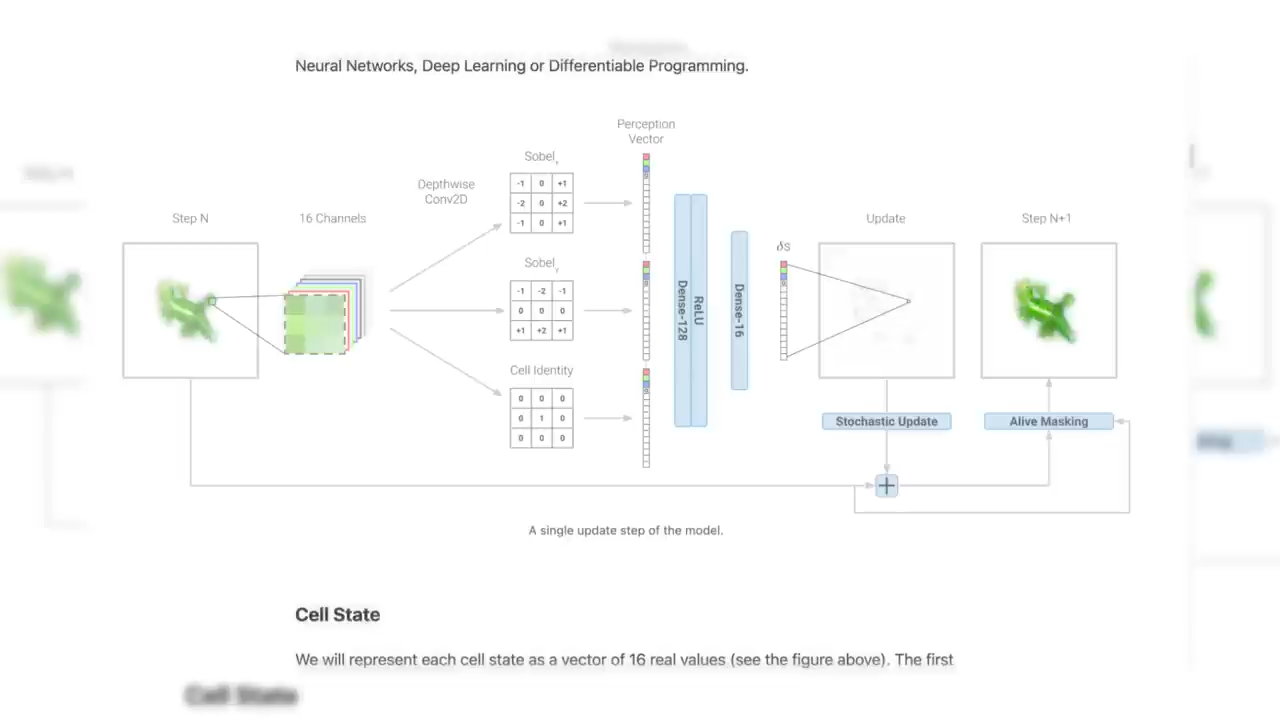 Neural Networks, Deep Learning or Differentiable Programming.
Perception
Vector
Sobel
Depthwise
Conv2D
-1 0 +1
-2 0 +2
-1 0 +1
Step N
16 Channels
Update
Step N+1
δs
Sobel
-1 -2 -1
0 0 0
+1 +2 +1
Dense-128
ReLU
Dense-16
Cell Identity
0 0 0
0 1 0
0 0 0
Stochastic Update
Alive Masking
+
A single update step of the model.
Cell State
We will represent each cell state as a vector of 16 real values (see the figure above). The first
Cell State